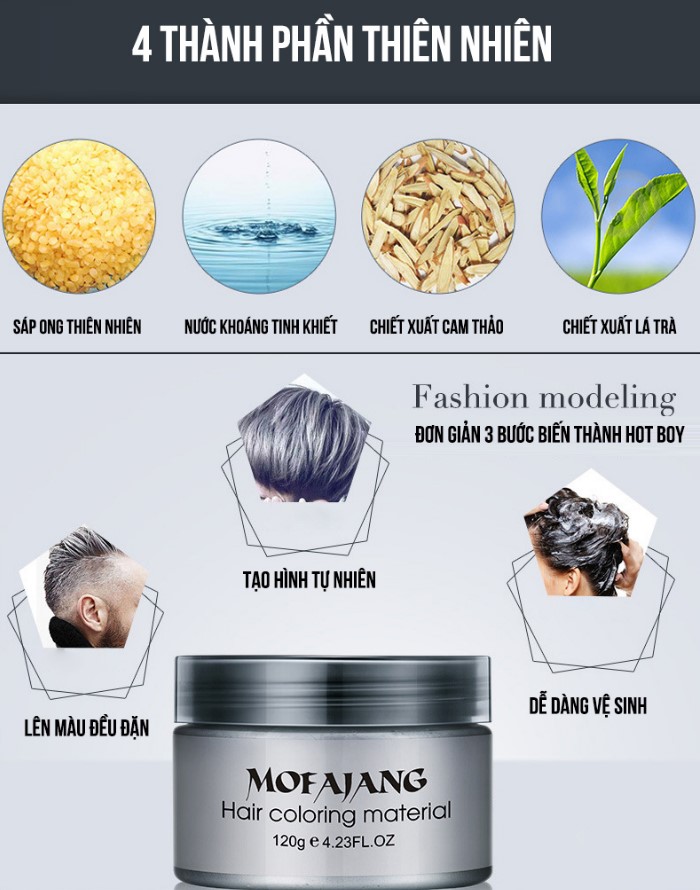 4 THÀNH PHẦN THIÊN NHIÊN
SÁP ONG THIÊN NHIÊN
NƯỚC KHOÁNG TINH KHIẾT
CHIẾT XUẤT CAM THẢO
CHIẾT XUẤT LÁ TRÀ
Fashion modeling
ĐƠN GIẢN 3 BƯỚC BIẾN THÀNH HOT BOY
TẠO HÌNH TỰ NHIÊN
DỄ DÀNG VỆ SINH
LÊN MÀU ĐỀU ĐẶN
MOFAJANG
Hair coloring material
120g e 4.23FL.OZ